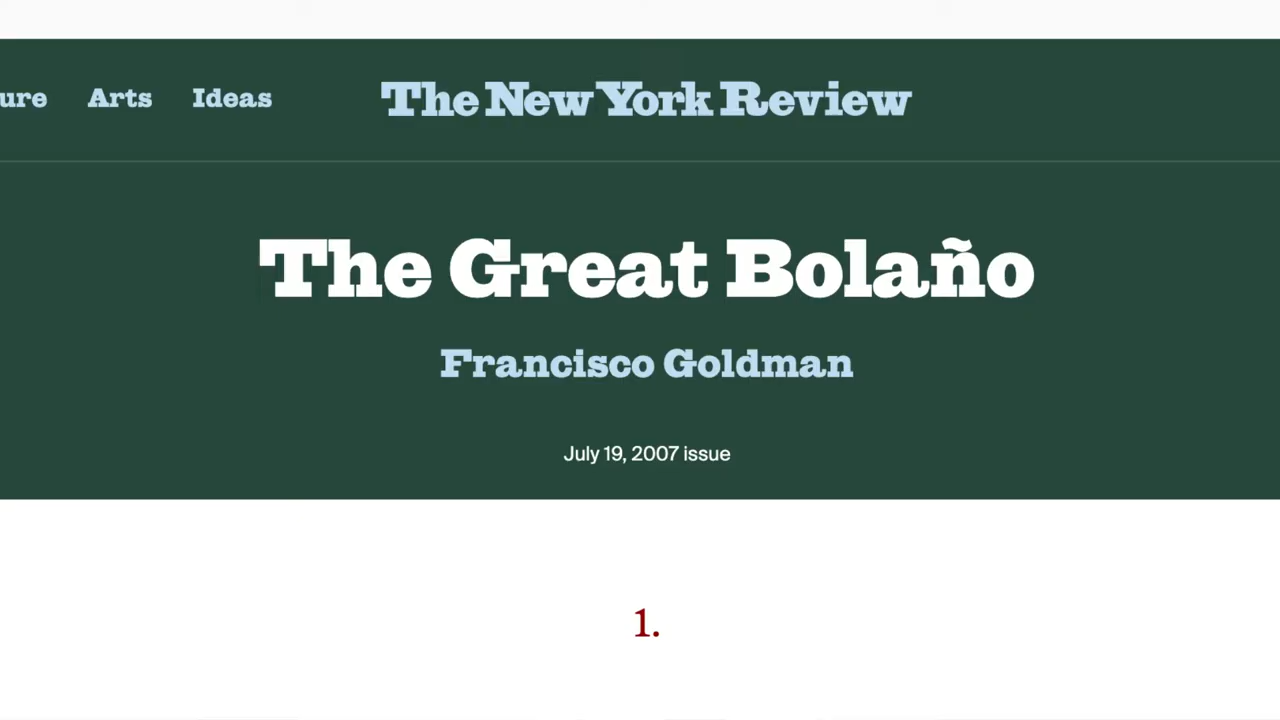 ure Arts Ideas The New York Review
The Great Bolaño
Francisco Goldman
July 19, 2007 issue
1.